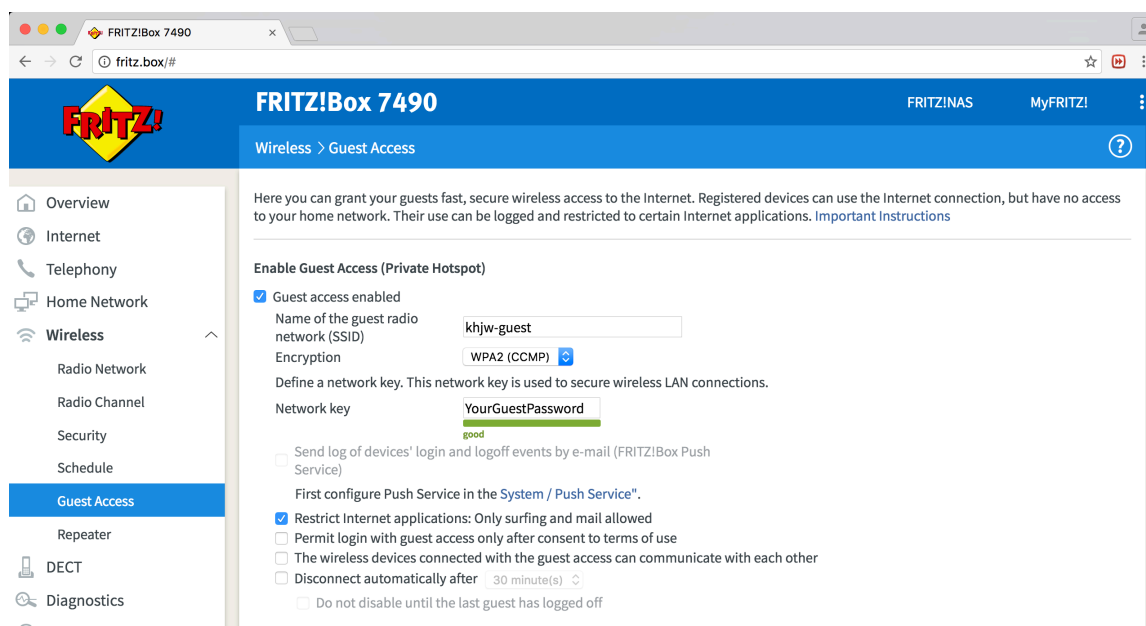 FRITZ!Box 7490
fritz.box/#
FRITZ!
FRITZ!Box 7490
FRITZ!NAS
MyFRITZ!
Wireless > Guest Access
?
Overview
Internet
Telephony
Home Network
Wireless
Radio Network
Radio Channel
Security
Schedule
Guest Access
Repeater
DECT
Diagnostics
Here you can grant your guests fast, secure wireless access to the Internet. Registered devices can use the Internet connection, but have no access
to your home network. Their use can be logged and restricted to certain Internet applications. Important Instructions
Enable Guest Access (Private Hotspot)
Guest access enabled
Name of the guest radio
network (SSID)
khjw-guest
Encryption
WPA2 (CCMP)
Define a network key. This network key is used to secure wireless LAN connections.
Network key
YourGuestPassword
good
Send log of devices' login and logoff events by e-mail (FRITZ!Box Push
Service)
First configure Push Service in the System / Push Service".
Restrict Internet applications: Only surfing and mail allowed
Permit login with guest access only after consent to terms of use
The wireless devices connected with the guest access can communicate with each other
Disconnect automatically after 30 minute(s)
Do not disable until the last guest has logged off